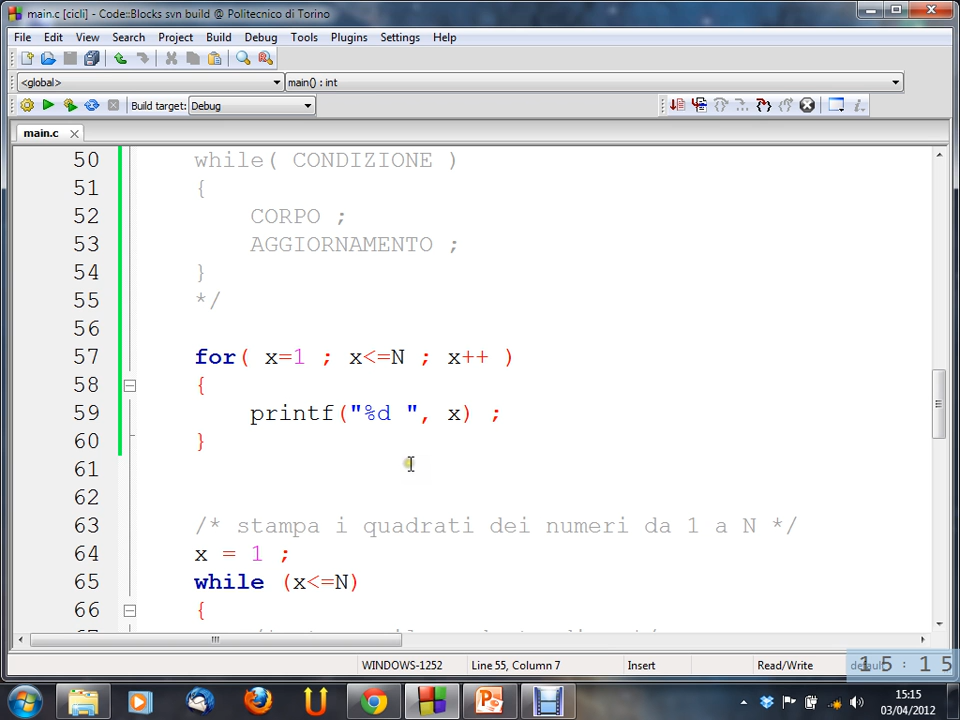 main.c [cicli] - Code::Blocks svn build @ Politecnico di Torino
File Edit View Search Project Build Debug Tools Plugins Settings Help
<global> main() : int
Build target: Debug
main.c
50 while( CONDIZIONE )
51 {
52 CORPO ;
53 AGGIORNAMENTO ;
54 }
55 */
56
57 for( x=1 ; x<=N ; x++ )
58 {
59 printf("%d ", x) ;
60 }
61
62
63 /* stampa i quadrati dei numeri da 1 a N */
64 x = 1 ;
65 while (x<=N)
66 {
WINDOWS-1252 Line 55, Column 7 Insert Read/Write default
15:15
15:15
03/04/2012